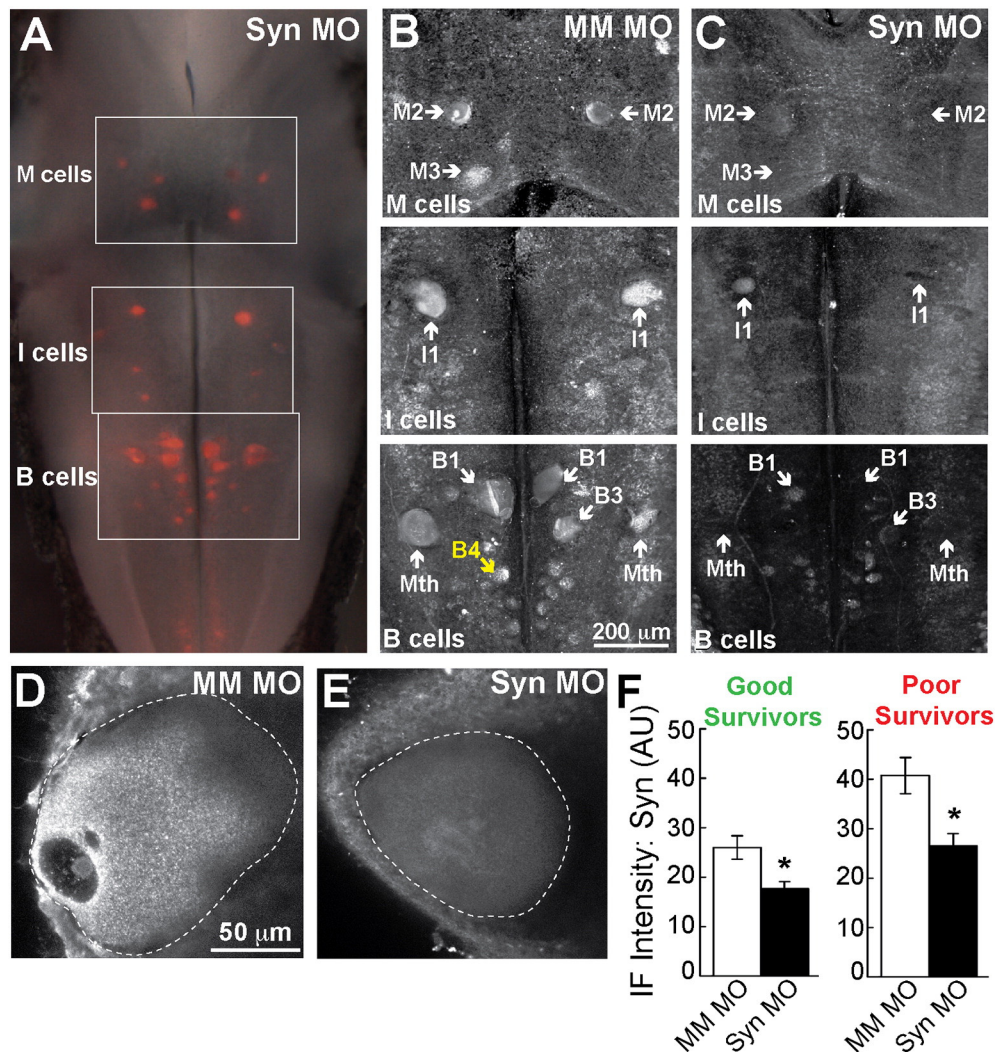 A
Syn MO
M cells
I cells
B cells
B
MM MO
M2
M2
M3
M cells
I1
I1
I cells
B1
B1
B3
Mth
B4
Mth
B cells
200 μm
C
Syn MO
M2
M2
M3
M cells
I1
I1
I cells
B1
B1
B3
Mth
Mth
B cells
D
MM MO
50 μm
E
Syn MO
F
Good
Survivors
Poor
Survivors
IF Intensity: Syn (AU)
50
40
30
20
10
0
*
MM MO
Syn MO
50
40
30
20
10
0
*
MM MO
Syn MO